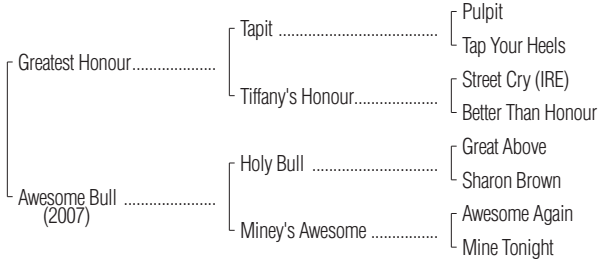 Pulpit
Tapit ........................................
Tap Your Heels
Greatest Honour.....................
Street Cry (IRE)
Tiffany's Honour.....................
Better Than Honour
Great Above
Holy Bull ................................
Sharon Brown
Awesome Bull .......................
(2007)
Awesome Again
Miney's Awesome .................
Mine Tonight